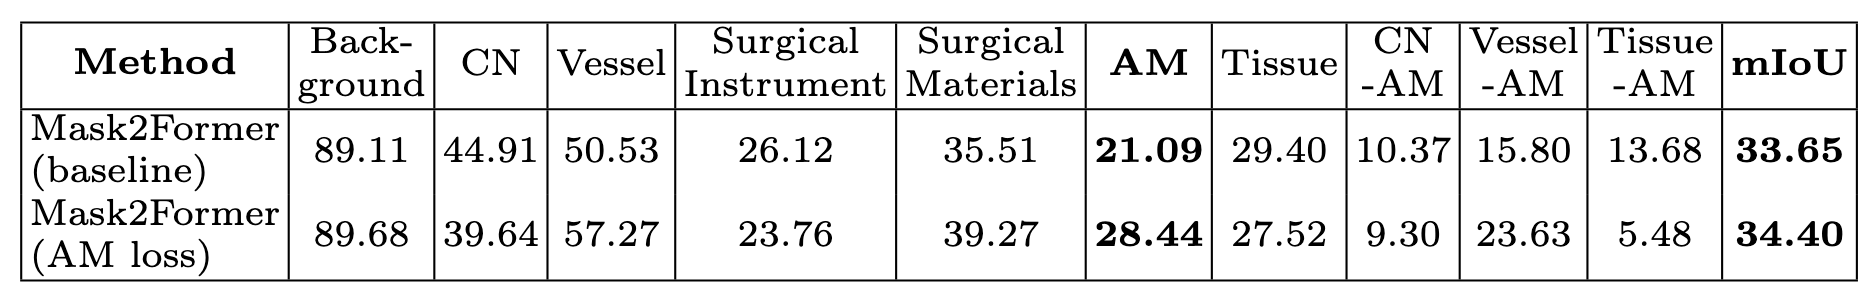 Method Back-ground CN Vessel Surgical Instrument Surgical Materials AM Tissue CN -AM Vessel -AM Tissue -AM mIoU
Mask2Former (baseline) 89.11 44.91 50.53 26.12 35.51 21.09 29.40 10.37 15.80 13.68 33.65
Mask2Former (AM loss) 89.68 39.64 57.27 23.76 39.27 28.44 27.52 9.30 23.63 5.48 34.40